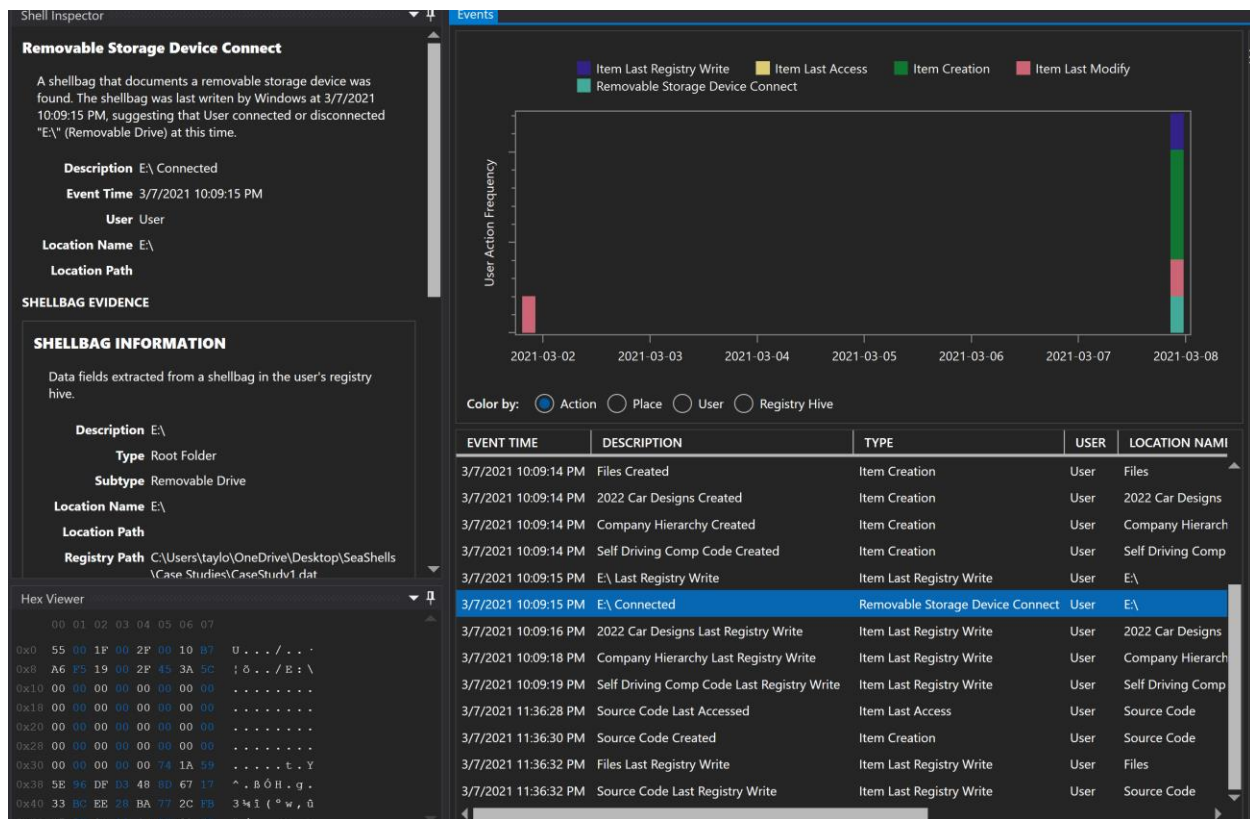 Shell Inspector
Removable Storage Device Connect
A shellbag that documents a removable storage device was
found. The shellbag was last writen by Windows at 3/7/2021
10:09:15 PM, suggesting that User connected or disconnected
"E:\" (Removable Drive) at this time.
Description E:\ Connected
Event Time 3/7/2021 10:09:15 PM
User User
Location Name E:\
Location Path
SHELLBAG EVIDENCE
SHELLBAG INFORMATION
Data fields extracted from a shellbag in the user's registry
hive.
Description E:\
Type Root Folder
Subtype Removable Drive
Location Name E:\
Location Path
Registry Path C:\Users\taylo\OneDrive\Desktop\SeaShells
\Case Studies\CaseStudy1.dat
Hex Viewer
00 01 02 03 04 05 06 07
0x0 55 00 1F 00 2F 00 10 B7 U.../..·
0x8 A6 F5 19 00 2F 45 3A 5C ¦õ../E:\
0x10 00 00 00 00 00 00 00 00 ........
0x18 00 00 00 00 00 00 00 00 ........
0x20 00 00 00 00 00 00 00 00 ........
0x28 00 00 00 00 00 00 00 00 ........
0x30 00 00 00 00 00 74 1A 59 .....t.Y
0x38 5E 96 DF D3 48 8D 67 17 ^.ßÓH.g.
0x40 33 BC EE 28 BA 77 2C FB 3¼î(ºw,û
Events
Item Last Registry Write Item Last Access Item Creation Item Last Modify
Removable Storage Device Connect
User Action Frequency
2021-03-02 2021-03-03 2021-03-04 2021-03-05 2021-03-06 2021-03-07 2021-03-08
Color by: Action Place User Registry Hive
EVENT TIME DESCRIPTION TYPE USER LOCATION NAME
3/7/2021 10:09:14 PM Files Created Item Creation User Files
3/7/2021 10:09:14 PM 2022 Car Designs Created Item Creation User 2022 Car Designs
3/7/2021 10:09:14 PM Company Hierarchy Created Item Creation User Company Hierarch
3/7/2021 10:09:14 PM Self Driving Comp Code Created Item Creation User Self Driving Comp
3/7/2021 10:09:15 PM E:\ Last Registry Write Item Last Registry Write User E:\
3/7/2021 10:09:15 PM E:\ Connected Removable Storage Device Connect User E:\
3/7/2021 10:09:16 PM 2022 Car Designs Last Registry Write Item Last Registry Write User 2022 Car Designs
3/7/2021 10:09:18 PM Company Hierarchy Last Registry Write Item Last Registry Write User Company Hierarch
3/7/2021 10:09:19 PM Self Driving Comp Code Last Registry Write Item Last Registry Write User Self Driving Comp
3/7/2021 11:36:28 PM Source Code Last Accessed Item Last Access User Source Code
3/7/2021 11:36:30 PM Source Code Created Item Creation User Source Code
3/7/2021 11:36:32 PM Files Last Registry Write Item Last Registry Write User Files
3/7/2021 11:36:32 PM Source Code Last Registry Write Item Last Registry Write User Source Code